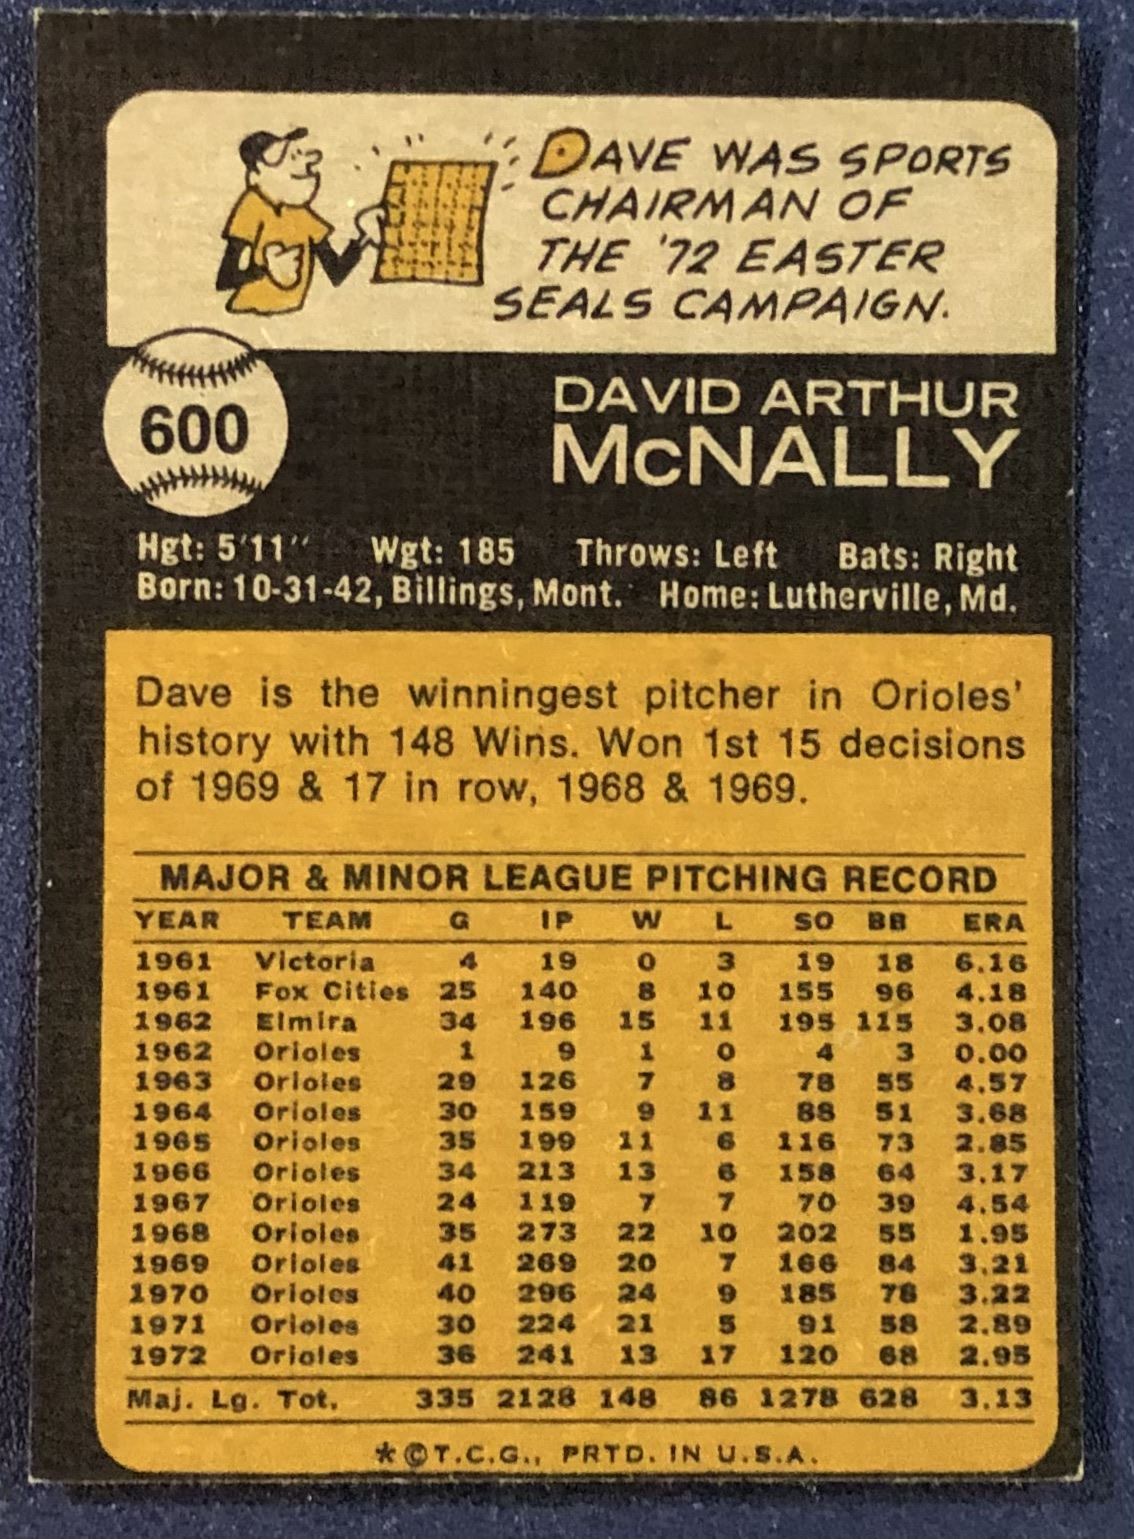 DAVE WAS SPORTS
CHAIRMAN OF
THE '72 EASTER
SEALS CAMPAIGN.
600
DAVID ARTHUR
McNALLY
Hgt: 5'11" Wgt: 185 Throws: Left Bats: Right
Born: 10-31-42, Billings, Mont. Home: Lutherville, Md.
Dave is the winningest pitcher in Orioles'
history with 148 Wins. Won 1st 15 decisions
of 1969 & 17 in row, 1968 & 1969.
MAJOR & MINOR LEAGUE PITCHING RECORD
YEAR TEAM G IP W L SO BB ERA
1961 Victoria 4 19 0 3 19 18 6.16
1961 Fox Cities 25 140 8 10 155 96 4.18
1962 Elmira 34 196 15 11 195 115 3.08
1962 Orioles 1 9 1 0 4 3 0.00
1963 Orioles 29 126 7 8 78 55 4.57
1964 Orioles 30 159 9 11 88 51 3.68
1965 Orioles 35 199 11 6 116 73 2.85
1966 Orioles 34 213 13 6 158 64 3.17
1967 Orioles 24 119 7 7 70 39 4.54
1968 Orioles 35 273 22 10 202 55 1.95
1969 Orioles 41 269 20 7 166 84 3.21
1970 Orioles 40 296 24 9 185 78 3.22
1971 Orioles 30 224 21 5 91 58 2.89
1972 Orioles 36 241 13 17 120 68 2.95
Maj. Lg. Tot. 335 2128 148 86 1278 628 3.13
*©T.C.G., PRTD. IN U.S.A.